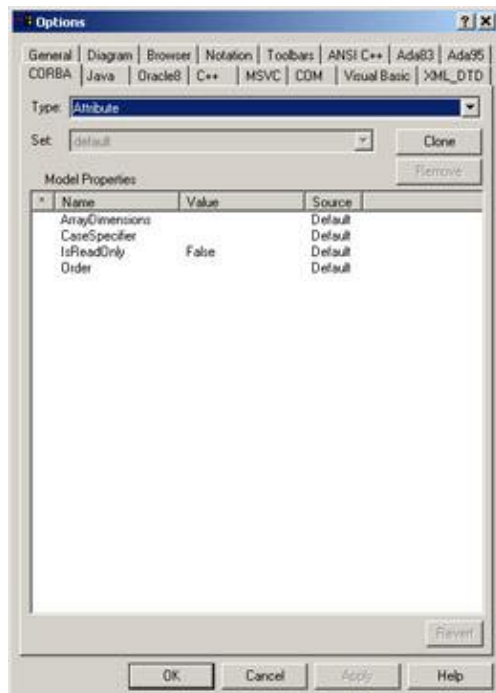 Options
General Diagram Browser Notation Toolbars ANSI C++ Ada83 Ada95
CORBA Java Oracle8 C++ MSVC COM Visual Basic XML_DTD
Type: Attribute
Set: default Clone
Remove
Model Properties
* Name Value Source
ArrayDimensions Default
CaseSpecifier Default
IsReadOnly False Default
Order Default
Revert
OK Cancel Apply Help